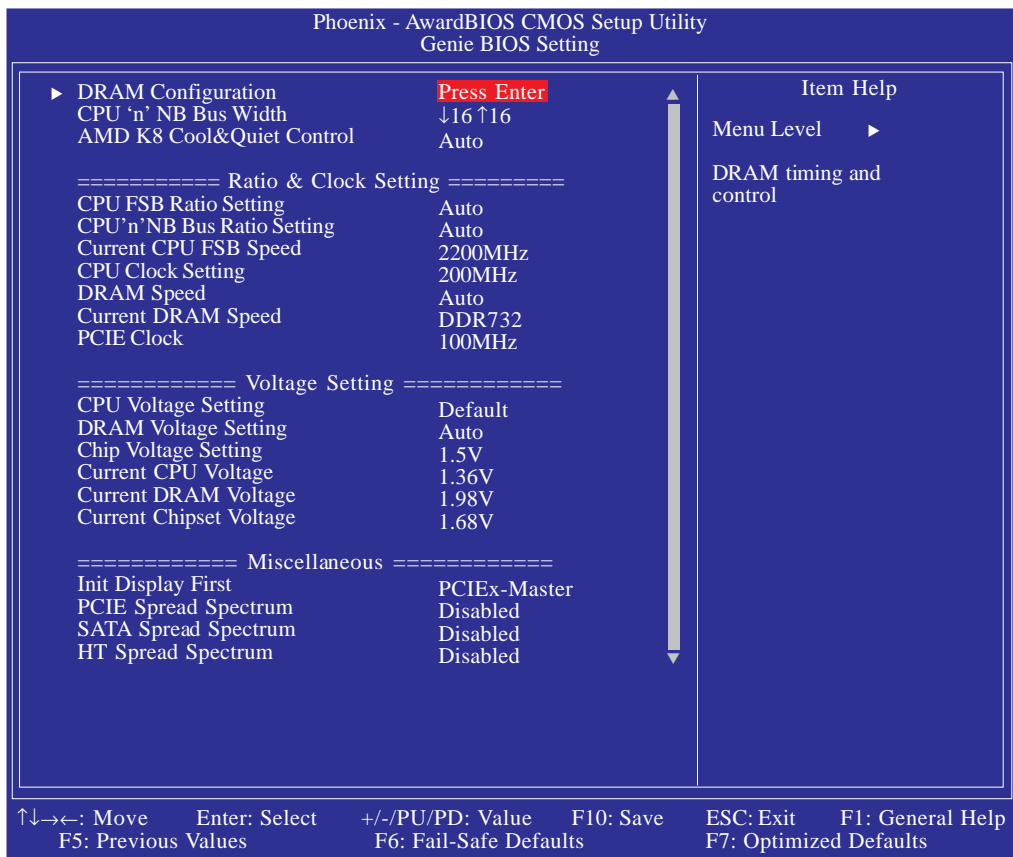 Phoenix - AwardBIOS CMOS Setup Utility
Genie BIOS Setting
▶ DRAM Configuration Press Enter
CPU ‘n’ NB Bus Width ↓16↑16
AMD K8 Cool&Quiet Control Auto
=========== Ratio & Clock Setting =========
CPU FSB Ratio Setting Auto
CPU’n’NB Bus Ratio Setting Auto
Current CPU FSB Speed 2200MHz
CPU Clock Setting 200MHz
DRAM Speed Auto
Current DRAM Speed DDR732
PCIE Clock 100MHz
============ Voltage Setting ============
CPU Voltage Setting Default
DRAM Voltage Setting Auto
Chip Voltage Setting 1.5V
Current CPU Voltage 1.36V
Current DRAM Voltage 1.98V
Current Chipset Voltage 1.68V
============ Miscellaneous ============
Init Display First PCIEx-Master
PCIE Spread Spectrum Disabled
SATA Spread Spectrum Disabled
HT Spread Spectrum Disabled
Item Help
Menu Level ▶
DRAM timing and
control
↑↓→←: Move Enter: Select +/-/PU/PD: Value F10: Save ESC: Exit F1: General Help
F5: Previous Values F6: Fail-Safe Defaults F7: Optimized Defaults